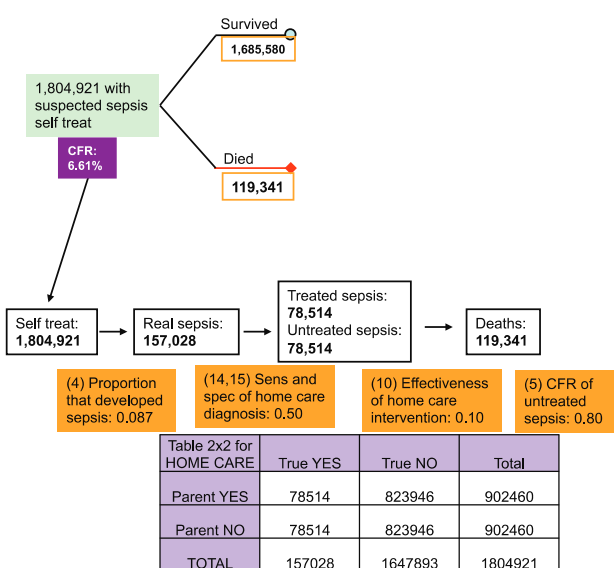 Survived
1,685,580
1,804,921 with
suspected sepsis
self treat
CFR:
6.61%
Died
119,341
Self treat:
1,804,921
Real sepsis:
157,028
Treated sepsis:
78,514
Untreated sepsis:
78,514
Deaths:
119,341
(4) Proportion
that developed
sepsis: 0.087
(14,15) Sens and
spec of home care
diagnosis: 0.50
(10) Effectiveness
of home care
intervention: 0.10
(5) CFR of
untreated
sepsis: 0.80
Table 2x2 for
HOME CARE True YES True NO Total
Parent YES 78514 823946 902460
Parent NO 78514 823946 902460
TOTAL 157028 1647893 1804921